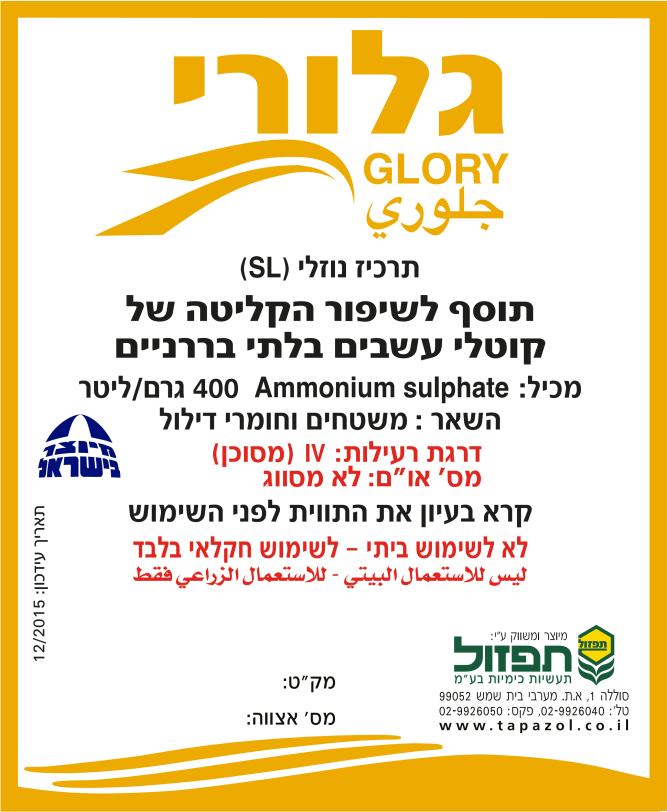 גלורי
GLORY
جلوري
תרכיז נוזלי (SL)
תוסף לשיפור הקליטה של
קוטלי עשבים בלתי בררניים
מכיל: Ammonium sulphate 400 גרם/ליטר
השאר : משטחים וחומרי דילול
דרגת רעילות: IV (מסוכן)
מס' או"ם: לא מסווג
קרא בעיון את התווית לפני השימוש
לא לשימוש ביתי – לשימוש חקלאי בלבד
ليس للاستعمال البيتي - للاستعمال الزراعي فقط
מיוצר
בישראל
תאריך עידכון: 12/2015
מק"ט:
מס' אצווה:
מיוצר ומשווק ע"י:
תפזול
תפזול
תעשיות כימיות בע"מ
סוללה 1, א.ת. מערבי בית שמש 99052
טל': 02-9926040, פקס: 02-9926050
www.tapazol.co.il